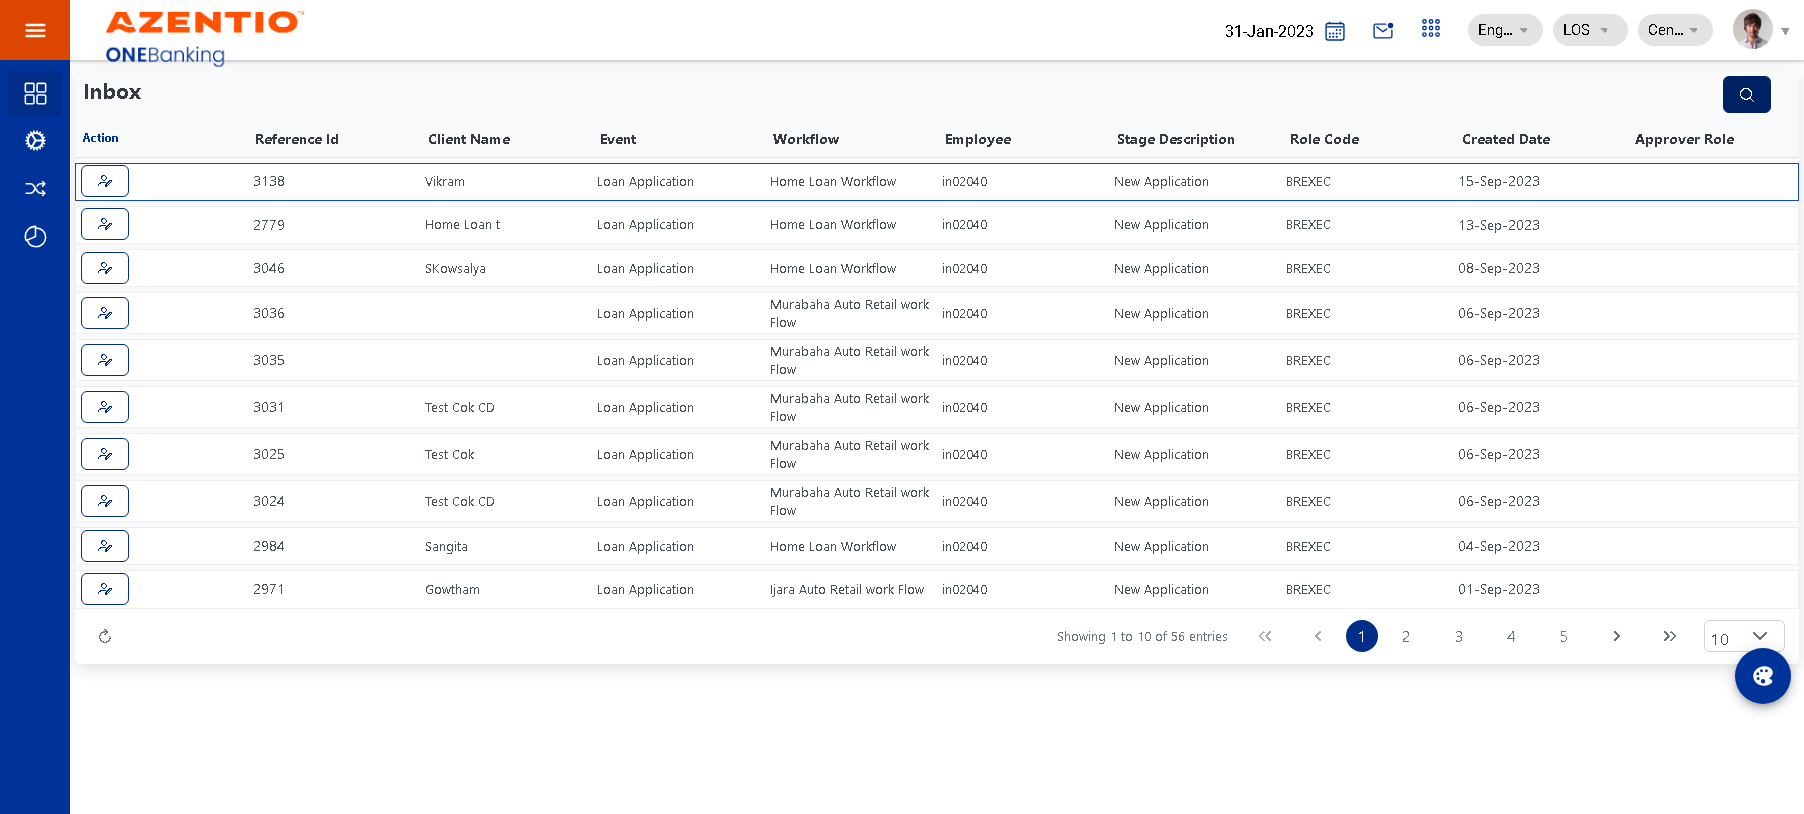 AZENTIO™
ONEBanking
31-Jan-2023 Eng... LOS Cen...
Inbox
Action Reference Id Client Name Event Workflow Employee Stage Description Role Code Created Date Approver Role
3138 Vikram Loan Application Home Loan Workflow in02040 New Application BREXEC 15-Sep-2023
2779 Home Loan t Loan Application Home Loan Workflow in02040 New Application BREXEC 13-Sep-2023
3046 SKowsalya Loan Application Home Loan Workflow in02040 New Application BREXEC 08-Sep-2023
3036 Loan Application Murabaha Auto Retail work Flow in02040 New Application BREXEC 06-Sep-2023
3035 Loan Application Murabaha Auto Retail work Flow in02040 New Application BREXEC 06-Sep-2023
3031 Test Cok CD Loan Application Murabaha Auto Retail work Flow in02040 New Application BREXEC 06-Sep-2023
3025 Test Cok Loan Application Murabaha Auto Retail work Flow in02040 New Application BREXEC 06-Sep-2023
3024 Test Cok CD Loan Application Murabaha Auto Retail work Flow in02040 New Application BREXEC 06-Sep-2023
2984 Sangita Loan Application Home Loan Workflow in02040 New Application BREXEC 04-Sep-2023
2971 Gowtham Loan Application Ijara Auto Retail work Flow in02040 New Application BREXEC 01-Sep-2023
Showing 1 to 10 of 56 entries 1 2 3 4 5 10